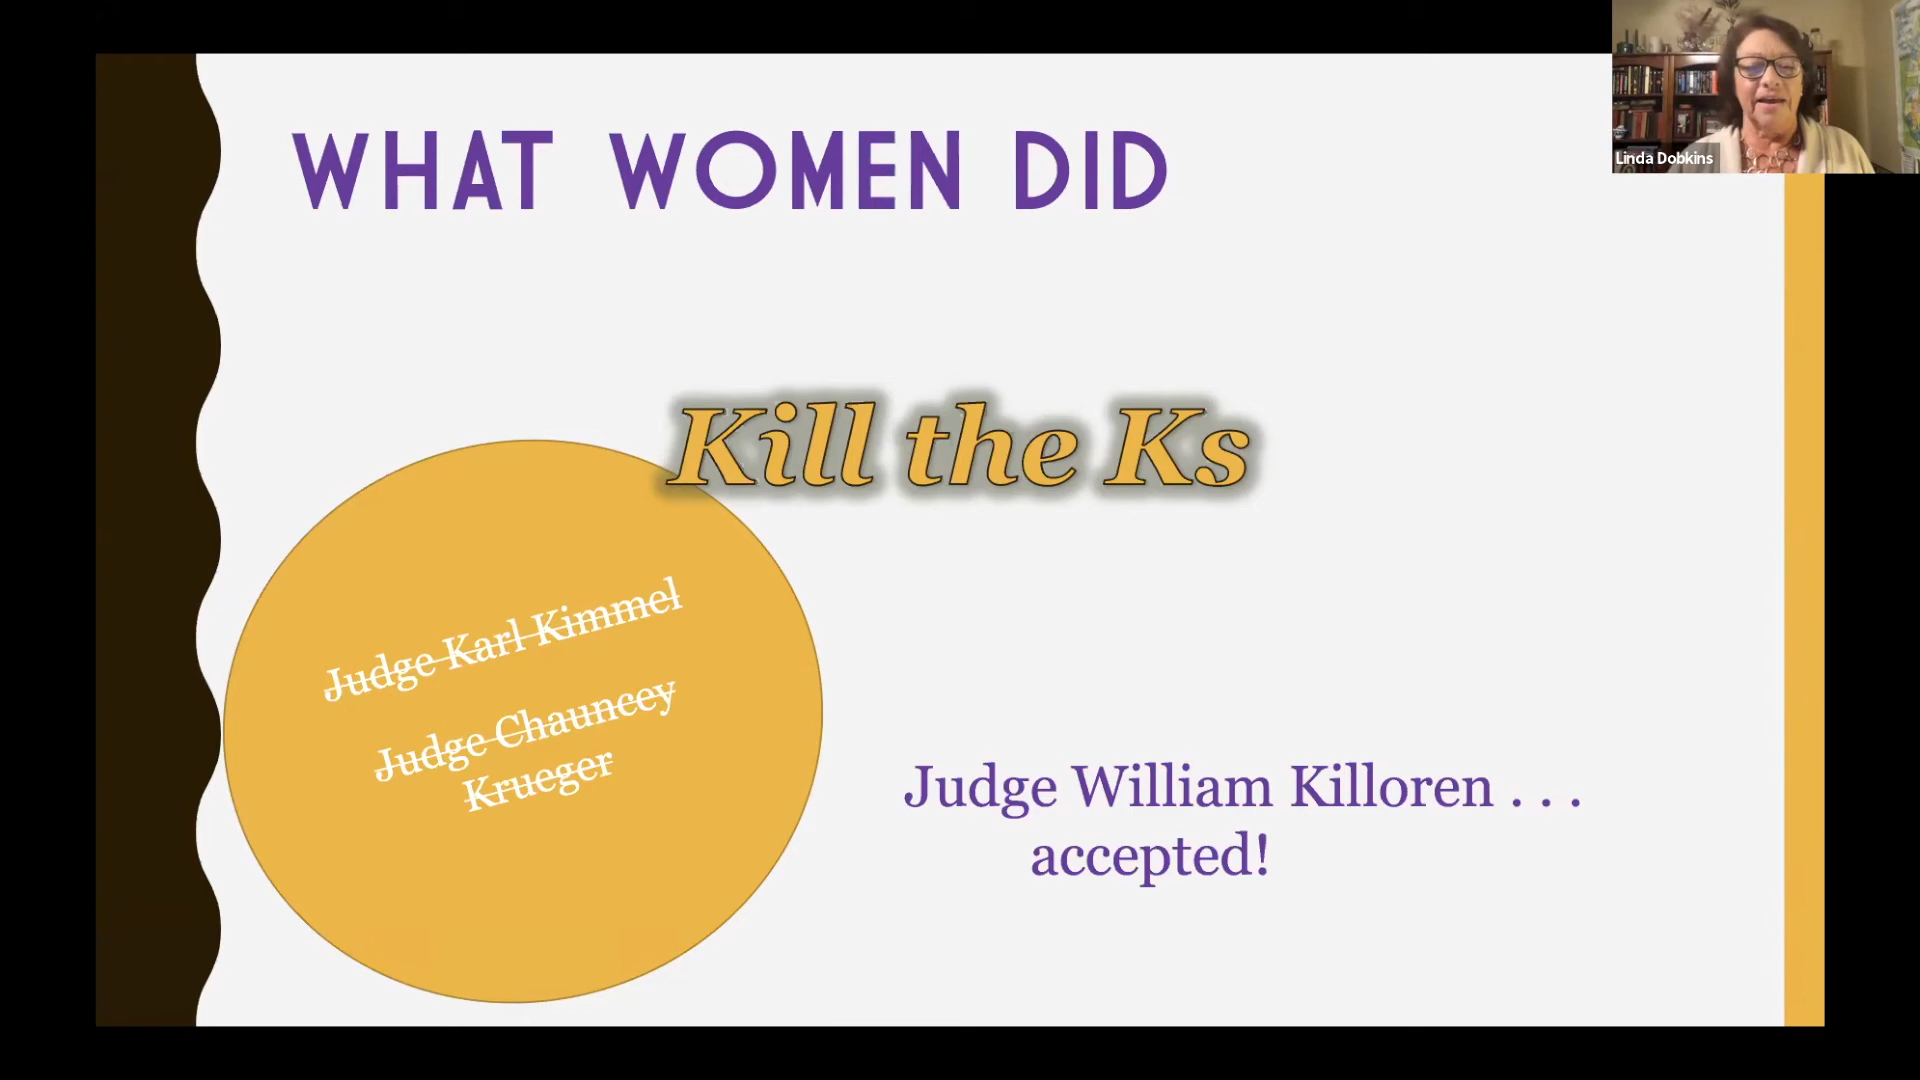 WHAT WOMEN DID
Linda Dobkins
Kill the Ks
Judge Karl Kimmel
Judge Chauncey
Krueger
Judge William Killoren . . .
accepted!